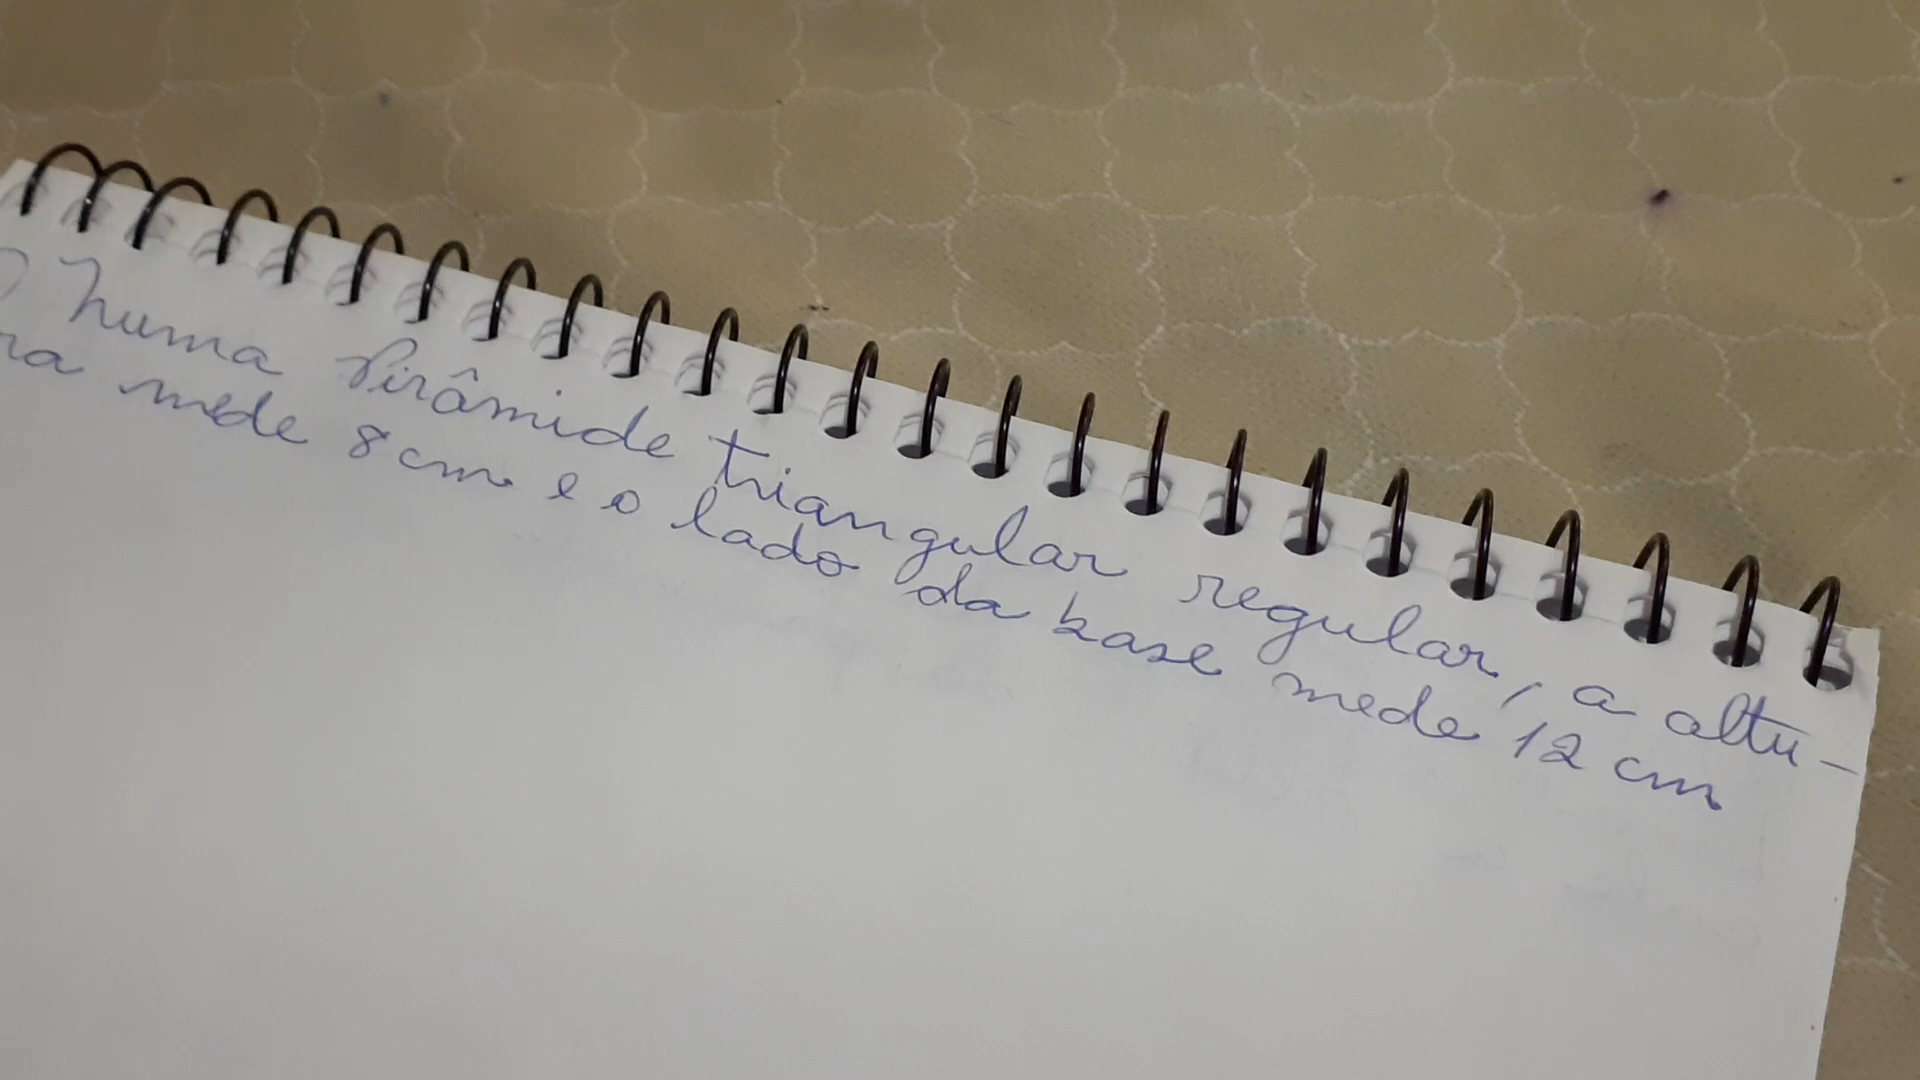 Numa Pirâmide triangular regular, a altu-
ra mede 8 cm e o lado da base mede 12 cm